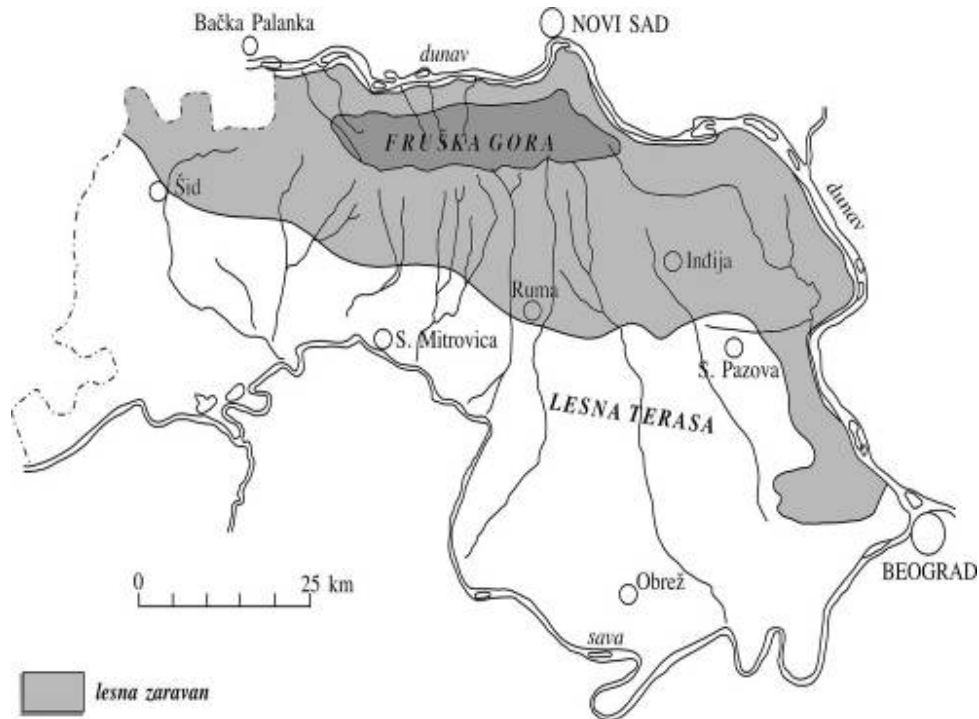 Bačka Palanka
NOVI SAD
dunav
FRUŠKA GORA
dunav
Šid
Inđija
Ruma
S. Mitrovica
S. Pazova
LESNA TERASA
0
25 km
Obrež
BEOGRAD
sava
lesna zaravan